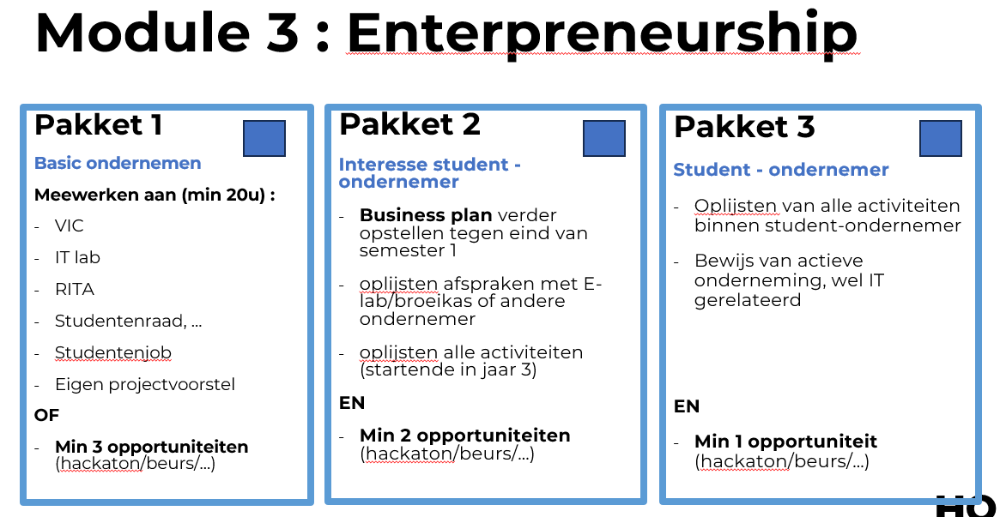 Module 3 : Enterpreneurship
Pakket 1
Basic ondernemen
Meewerken aan (min 20u) :
- VIC
- IT lab
- RITA
- Studentenraad, ...
- Studentenjob
- Eigen projectvoorstel
OF
- Min 3 opportuniteiten
(hackaton/beurs/...)
Pakket 2
Interesse student -
ondernemer
- Business plan verder
opstellen tegen eind van
semester 1
- oplijsten afspraken met E-
lab/broeikas of andere
ondernemer
- oplijsten alle activiteiten
(startende in jaar 3)
EN
- Min 2 opportuniteiten
(hackaton/beurs/...)
Pakket 3
Student - ondernemer
- Oplijsten van alle activiteiten
binnen student-ondernemer
- Bewijs van actieve
onderneming, wel IT
gerelateerd
EN
- Min 1 opportuniteit
(hackaton/beurs/...)